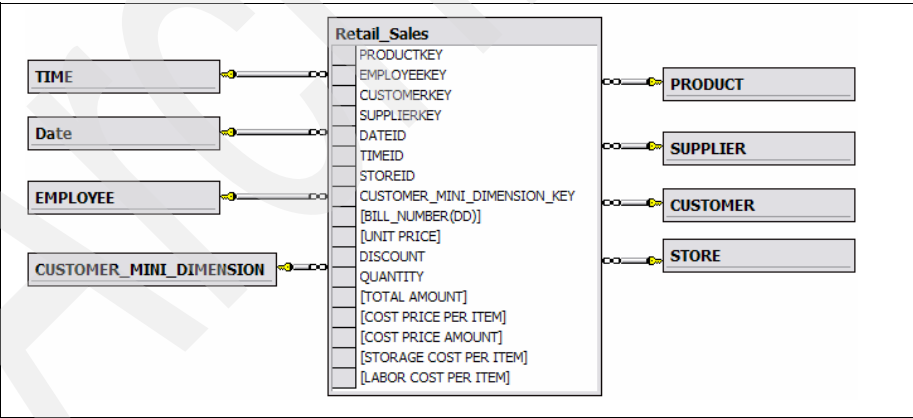 Retail_Sales
PRODUCTKEY
EMPLOYEEKEY
CUSTOMERKEY
SUPPLIERKEY
DATEID
TIMEID
STOREID
CUSTOMER_MINI_DIMENSION_KEY
[BILL_NUMBER(DD)]
[UNIT PRICE]
DISCOUNT
QUANTITY
[TOTAL AMOUNT]
[COST PRICE PER ITEM]
[COST PRICE AMOUNT]
[STORAGE COST PER ITEM]
[LABOR COST PER ITEM]
TIME
Date
EMPLOYEE
CUSTOMER_MINI_DIMENSION
PRODUCT
SUPPLIER
CUSTOMER
STORE